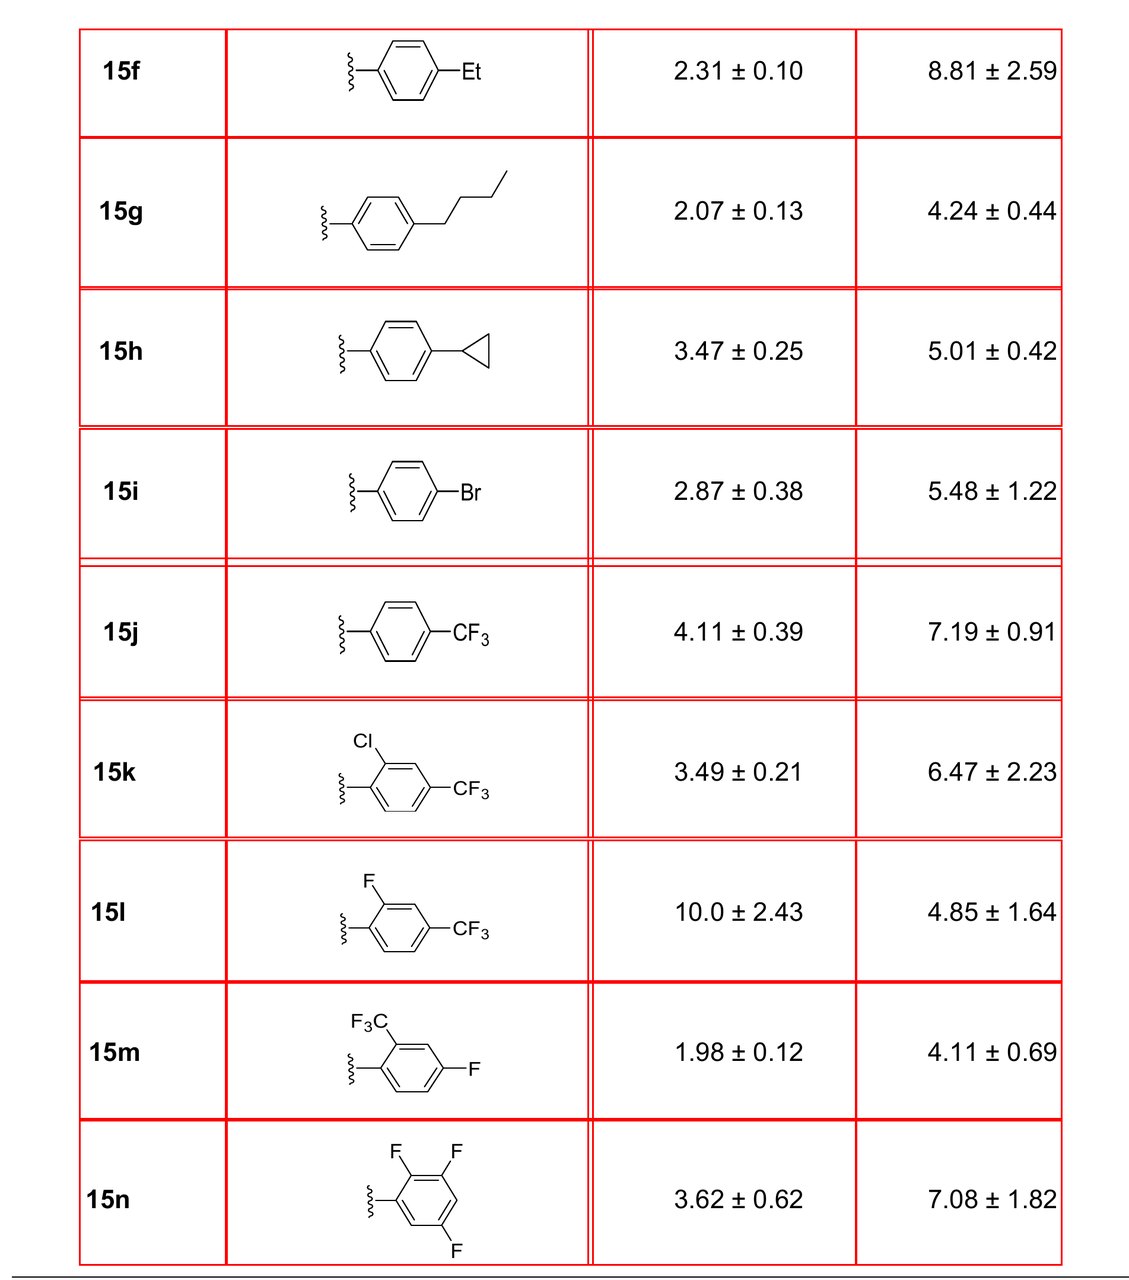 15f Et 2.31 ± 0.10 8.81 ± 2.59
15g 2.07 ± 0.13 4.24 ± 0.44
15h 3.47 ± 0.25 5.01 ± 0.42
15i Br 2.87 ± 0.38 5.48 ± 1.22
15j CF₃ 4.11 ± 0.39 7.19 ± 0.91
Cl
15k CF₃ 3.49 ± 0.21 6.47 ± 2.23
F
15l CF₃ 10.0 ± 2.43 4.85 ± 1.64
F₃C
15m F 1.98 ± 0.12 4.11 ± 0.69
F F
15n 3.62 ± 0.62 7.08 ± 1.82
F